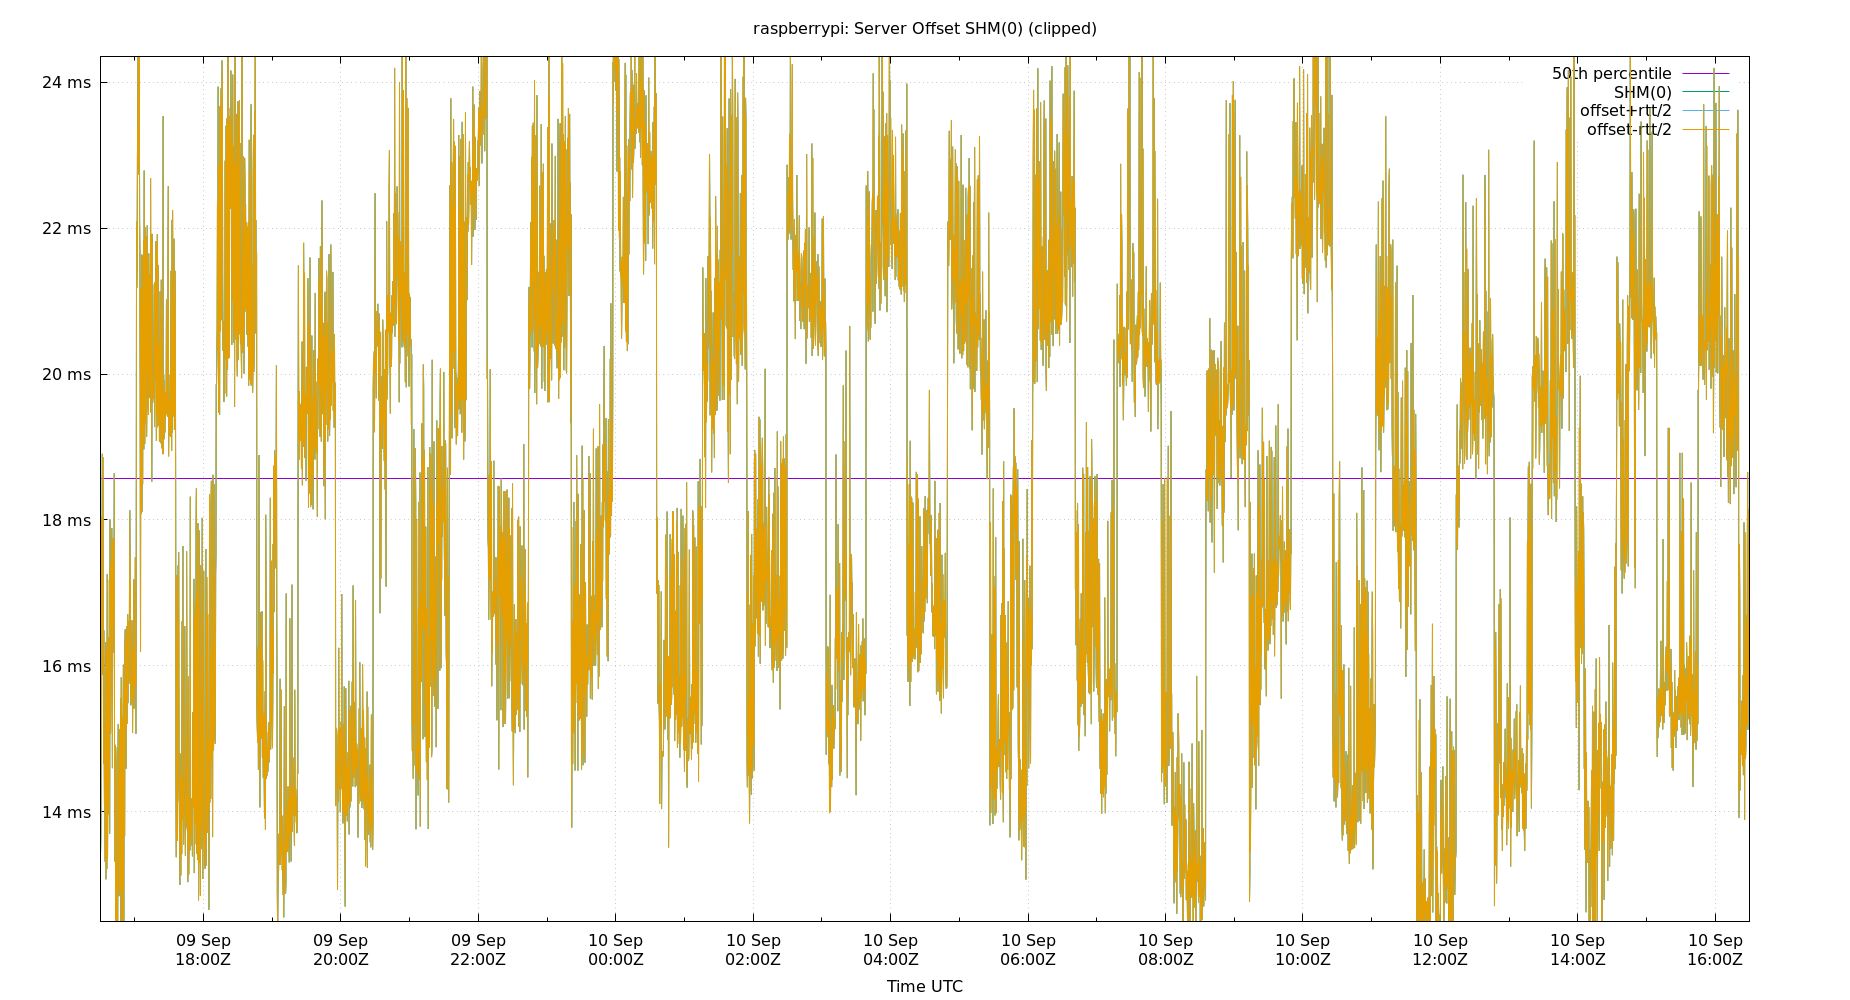 raspberrypi: Server Offset SHM(0) (clipped)
50th percentile
SHM(0)
offset+rtt/2
offset-rtt/2
24 ms
22 ms
20 ms
18 ms
16 ms
14 ms
09 Sep 09 Sep 09 Sep 10 Sep 10 Sep 10 Sep 10 Sep 10 Sep 10 Sep 10 Sep 10 Sep 10 Sep
18:00Z 20:00Z 22:00Z 00:00Z 02:00Z 04:00Z 06:00Z 08:00Z 10:00Z 12:00Z 14:00Z 16:00Z
Time UTC